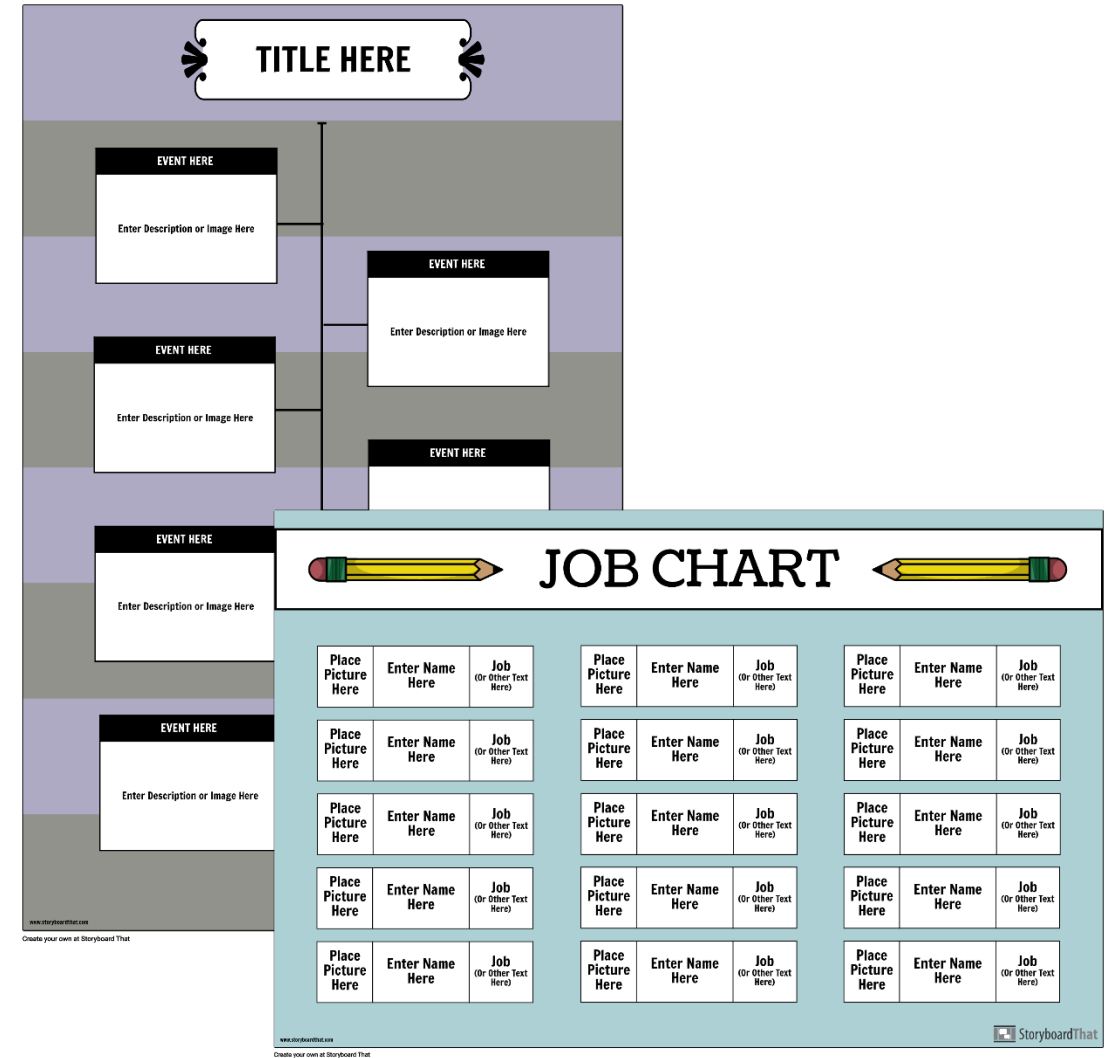 TITLE HERE
EVENT HERE
Enter Description or Image Here
EVENT HERE
Enter Description or Image Here
EVENT HERE
Enter Description or Image Here
EVENT HERE
EVENT HERE
Enter Description or Image Here
EVENT HERE
Enter Description or Image Here
www.storyboardthat.com
Create your own at Storyboard That
JOB CHART
Place
Picture
Here
Enter Name
Here
Job
(Or Other Text
Here)
Place
Picture
Here
Enter Name
Here
Job
(Or Other Text
Here)
Place
Picture
Here
Enter Name
Here
Job
(Or Other Text
Here)
Place
Picture
Here
Enter Name
Here
Job
(Or Other Text
Here)
Place
Picture
Here
Enter Name
Here
Job
(Or Other Text
Here)
Place
Picture
Here
Enter Name
Here
Job
(Or Other Text
Here)
Place
Picture
Here
Enter Name
Here
Job
(Or Other Text
Here)
Place
Picture
Here
Enter Name
Here
Job
(Or Other Text
Here)
Place
Picture
Here
Enter Name
Here
Job
(Or Other Text
Here)
Place
Picture
Here
Enter Name
Here
Job
(Or Other Text
Here)
Place
Picture
Here
Enter Name
Here
Job
(Or Other Text
Here)
Place
Picture
Here
Enter Name
Here
Job
(Or Other Text
Here)
Place
Picture
Here
Enter Name
Here
Job
(Or Other Text
Here)
Place
Picture
Here
Enter Name
Here
Job
(Or Other Text
Here)
Place
Picture
Here
Enter Name
Here
Job
(Or Other Text
Here)
www.storyboardthat.com
StoryboardThat
Create your own at Storyboard That